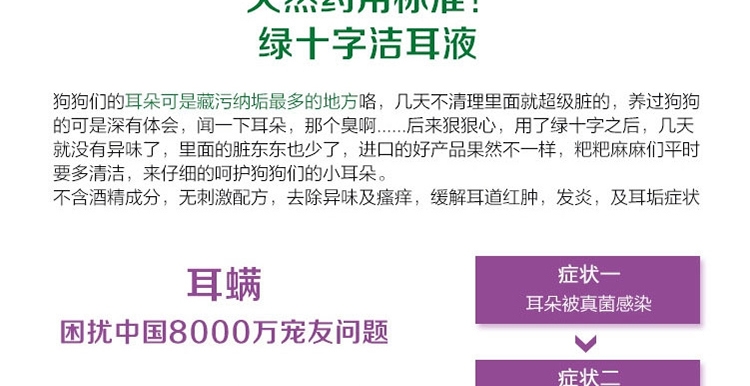 天然药用标准！
绿十字洁耳液
狗狗们的耳朵可是藏污纳垢最多的地方咯，几天不清理里面就超级脏的，养过狗狗
的可是深有体会，闻一下耳朵，那个臭啊......后来狠狠心，用了绿十字之后，几天
就没有异味了，里面的脏东东也少了，进口的好产品果然不一样，粑粑麻麻们平时
要多清洁，来仔细的呵护狗狗们的小耳朵。
不含酒精成分，无刺激配方，去除异味及瘙痒，缓解耳道红肿，发炎，及耳垢症状
耳螨
困扰中国8000万宠友问题
症状一
耳朵被真菌感染
症状二